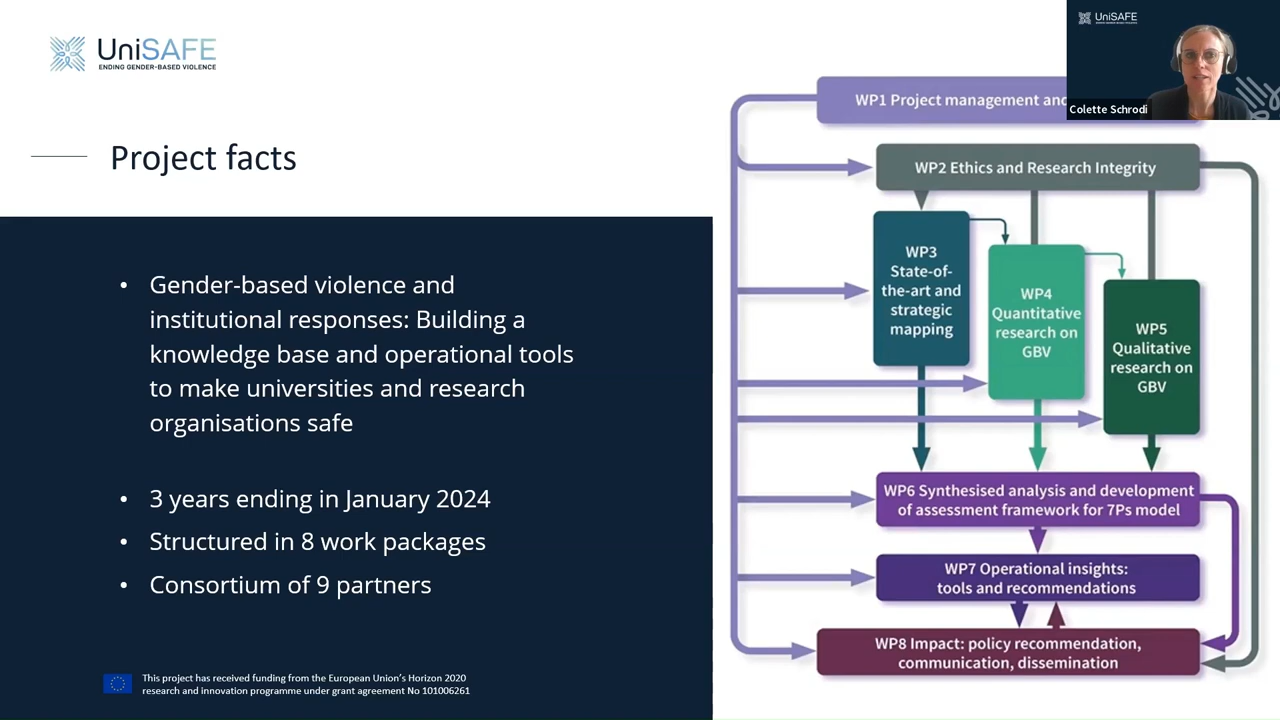 UniSAFE
ENDING GENDER-BASED VIOLENCE
Project facts
• Gender-based violence and
institutional responses: Building a
knowledge base and operational tools
to make universities and research
organisations safe
• 3 years ending in January 2024
• Structured in 8 work packages
• Consortium of 9 partners
This project has received funding from the European Union's Horizon 2020
research and innovation programme under grant agreement No 101006261
WP1 Project management and
WP2 Ethics and Research Integrity
WP3
State-of-
the-art and
strategic
mapping
WP4
Quantitative
research on
GBV
WP5
Qualitative
research on
GBV
WP6 Synthesised analysis and development
of assessment framework for 7Ps model
WP7 Operational insights:
tools and recommendations
WP8 Impact: policy recommendation,
communication, dissemination
UniSAFE
Colette Schrodi